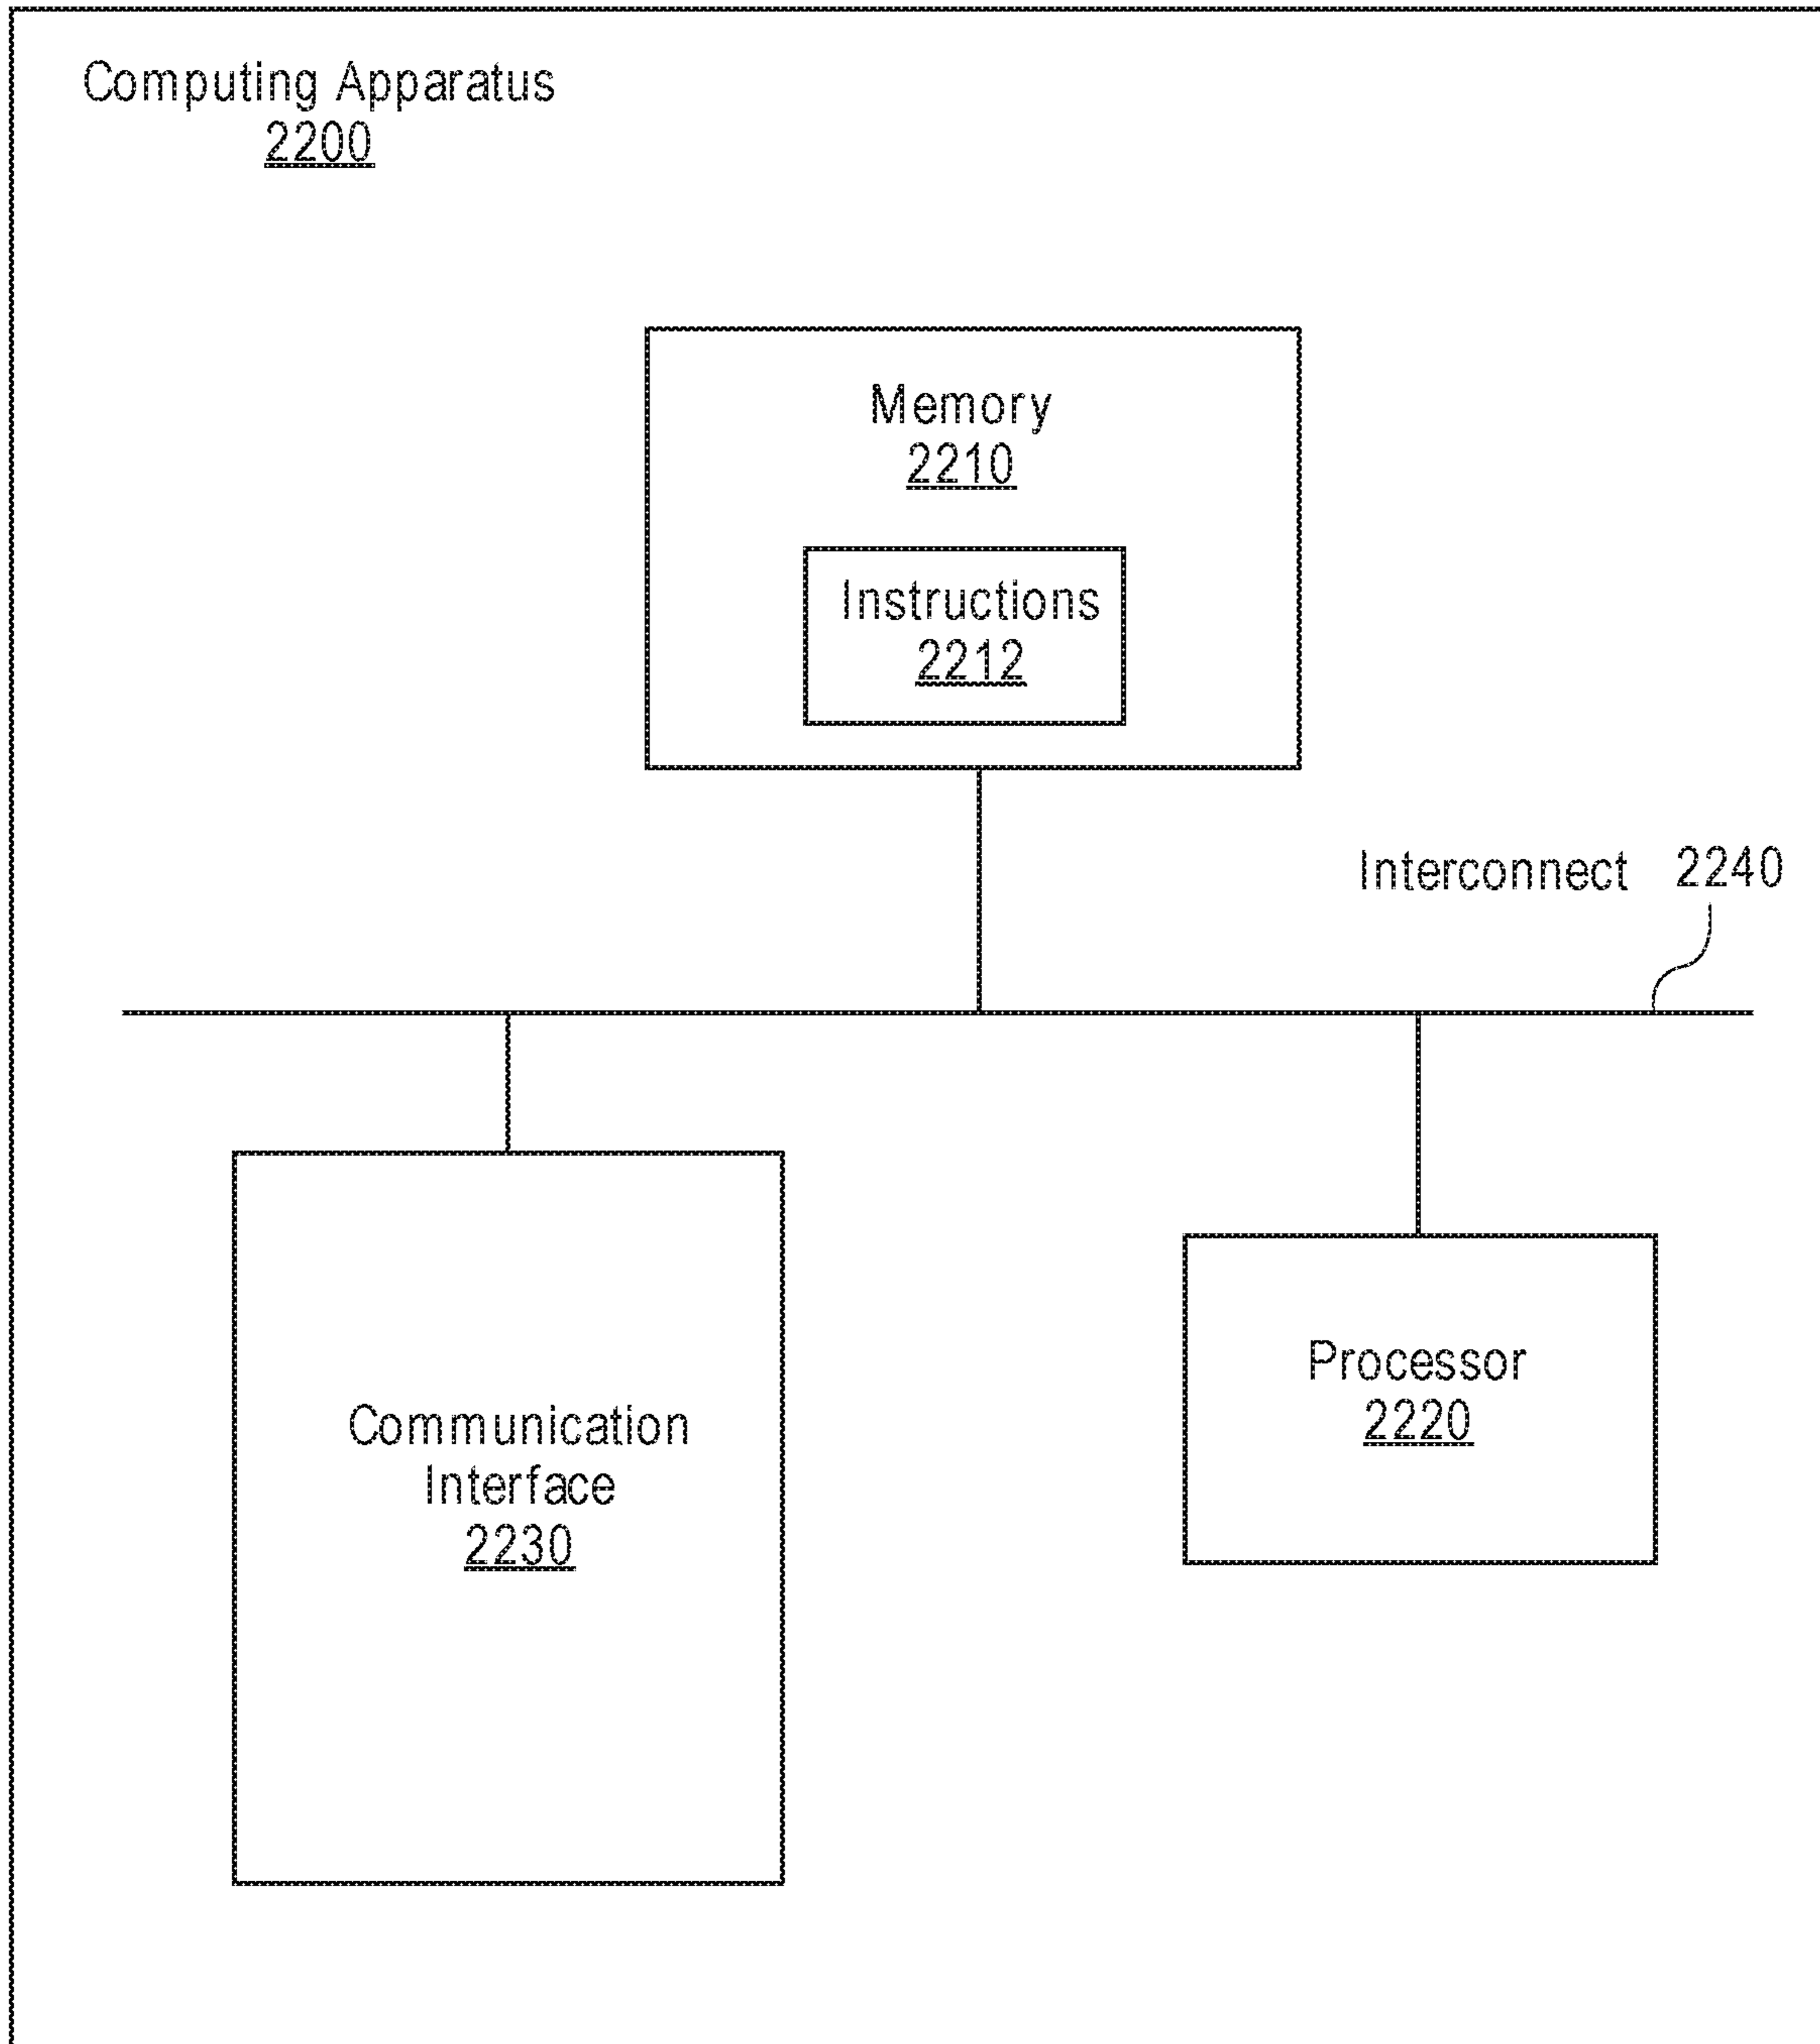 Computing Apparatus
2200
Memory
2210
Instructions
2212
Interconnect 2240
Communication
Interface
2230
Processor
2220